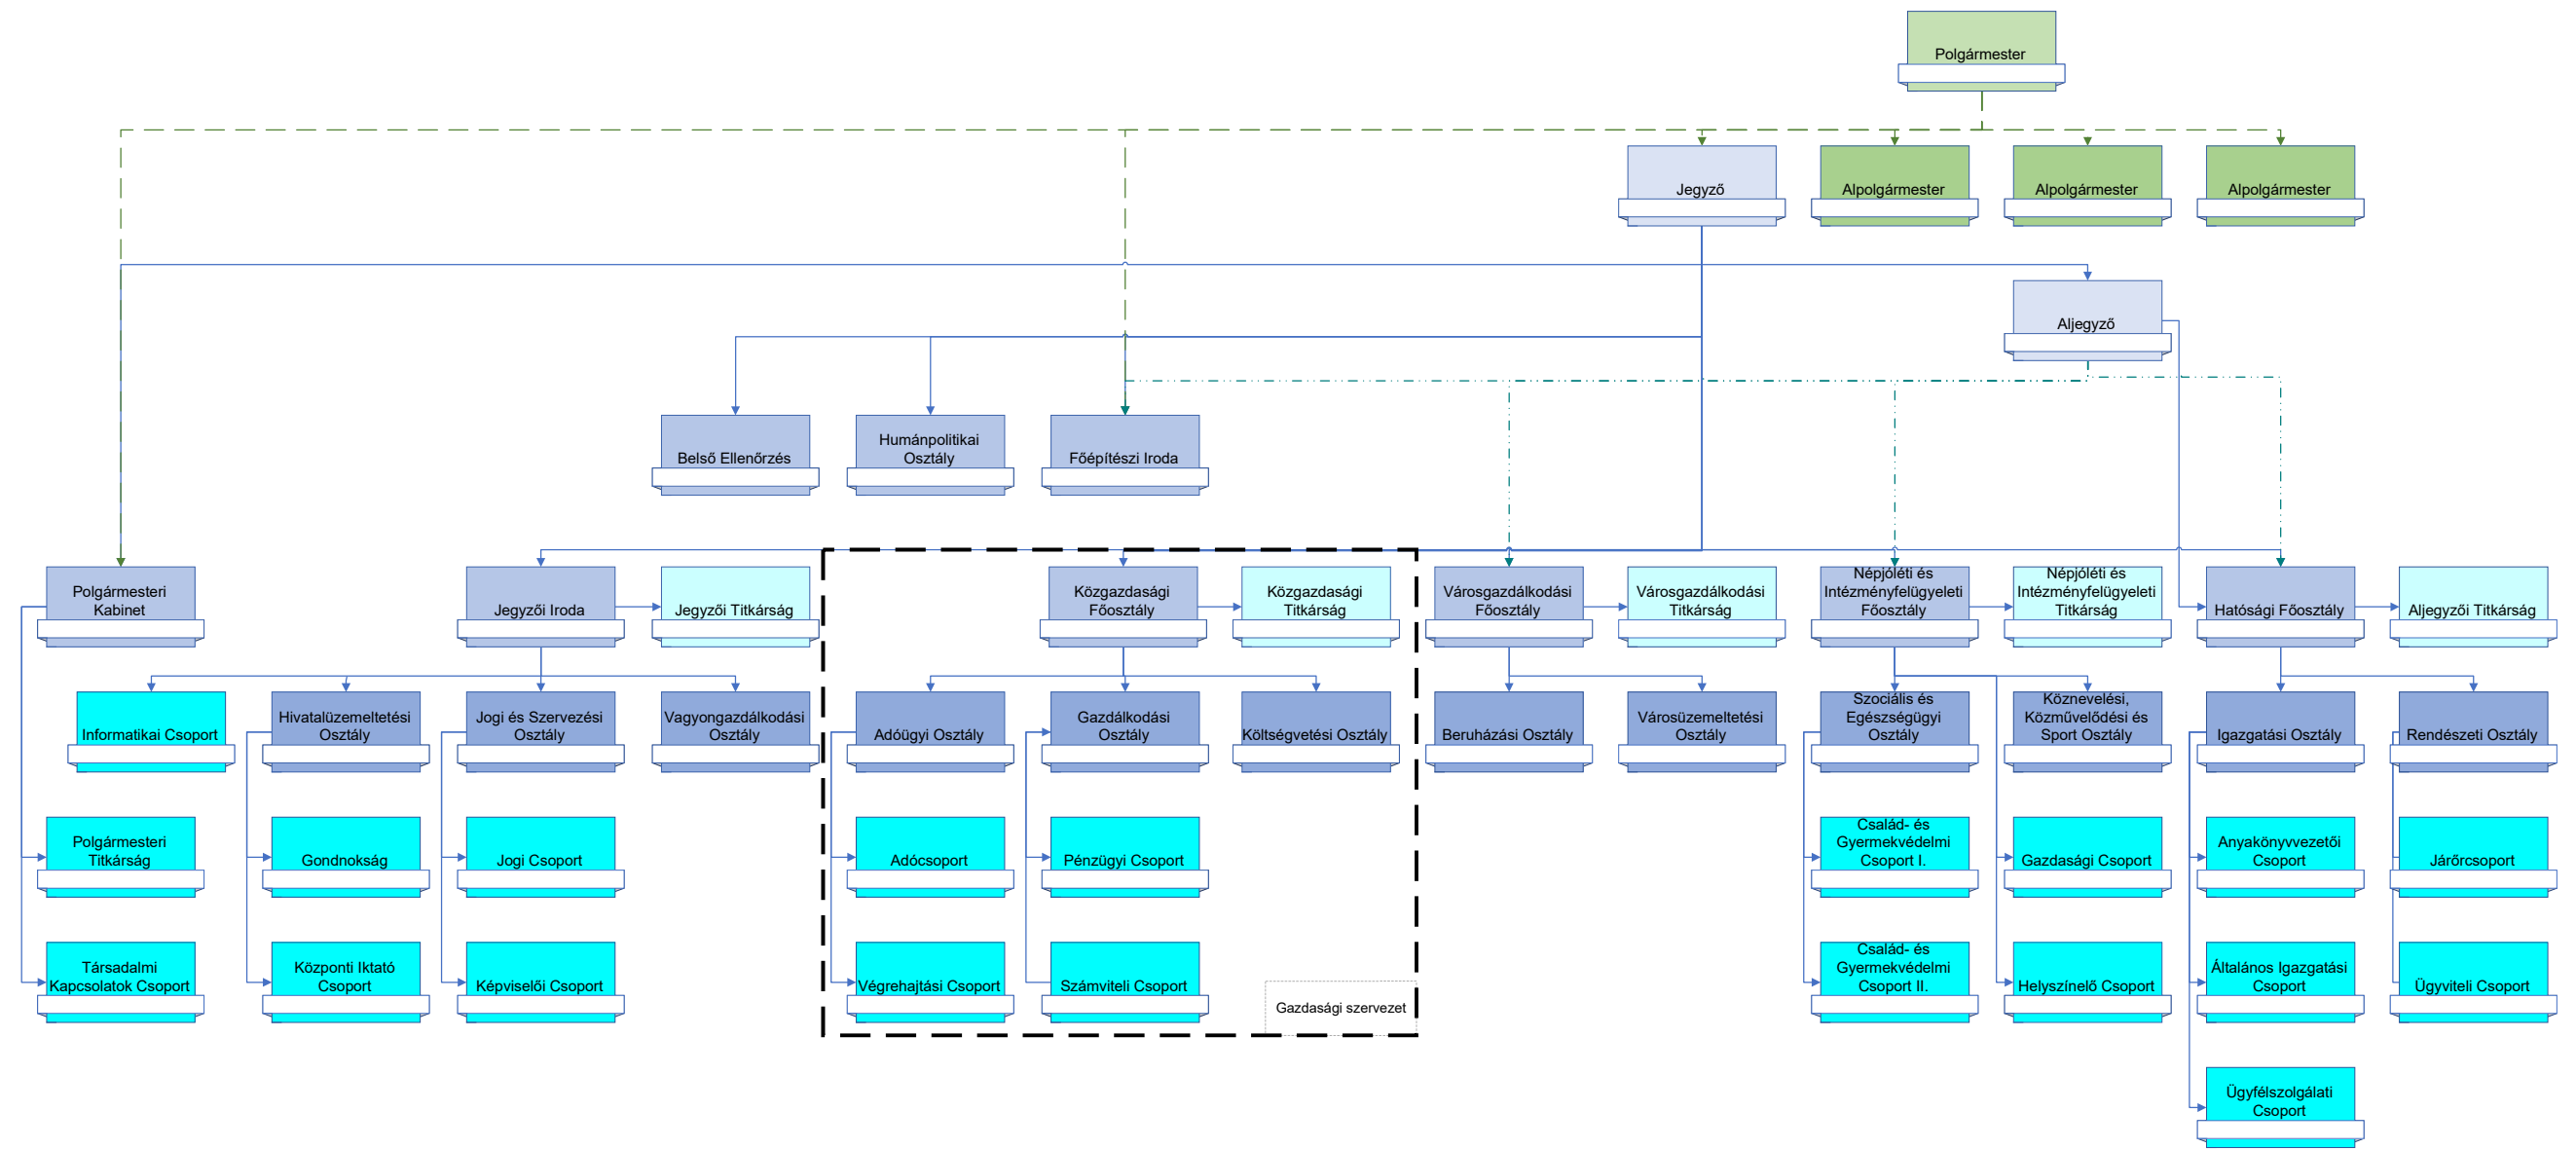 Polgármester
Jegyző
Alpolgármester
Alpolgármester
Alpolgármester
Aljegyző
Belső Ellenőrzés
Humánpolitikai
Osztály
Főépítészi Iroda
Polgármesteri
Kabinet
Jegyzői Iroda
Jegyzői Titkárság
Közgazdasági
Főosztály
Közgazdasági
Titkárság
Városgazdálkodási
Főosztály
Városgazdálkodási
Titkárság
Népjóléti és
Intézményfelügyeleti
Főosztály
Népjóléti és
Intézményfelügyeleti
Titkárság
Hatósági Főosztály
Aljegyzői Titkárság
Informatikai Csoport
Hivatalüzemeltetési
Osztály
Jogi és Szervezési
Osztály
Vagyongazdálkodási
Osztály
Adóügyi Osztály
Gazdálkodási
Osztály
Költségvetési Osztály
Beruházási Osztály
Városüzemeltetési
Osztály
Szociális és
Egészségügyi
Osztály
Köznevelési,
Közművelődési és
Sport Osztály
Igazgatási Osztály
Rendészeti Osztály
Polgármesteri
Titkárság
Gondnokság
Jogi Csoport
Adócsoport
Pénzügyi Csoport
Család- és
Gyermekvédelmi
Csoport I.
Gazdasági Csoport
Anyakönyvvezetői
Csoport
Járőrcsoport
Társadalmi
Kapcsolatok Csoport
Központi Iktató
Csoport
Képviselői Csoport
Végrehajtási Csoport
Számviteli Csoport
Gazdasági szervezet
Család- és
Gyermekvédelmi
Csoport II.
Helyszínelő Csoport
Általános Igazgatási
Csoport
Ügyviteli Csoport
Ügyfélszolgálati
Csoport